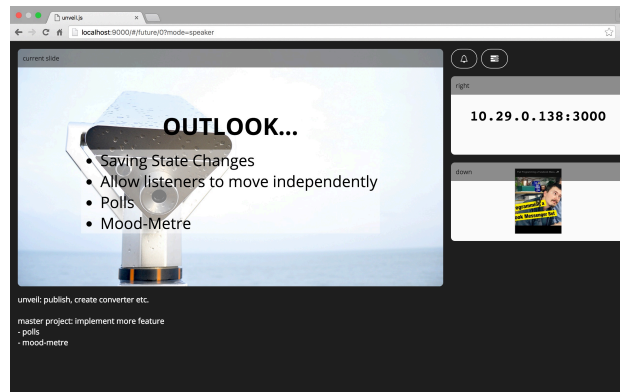 unveil.js
localhost:9000/#/future/0?mode=speaker
current slide
OUTLOOK...
• Saving State Changes
• Allow listeners to move independently
• Polls
• Mood-Metre
unveil: publish, create converter etc.
master project: implement more feature
- polls
- mood-metre
right
10.29.0.138:3000
down